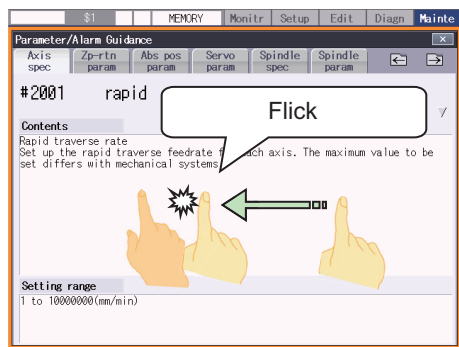 $1 MEMORY Monitr Setup Edit Diagn Mainte
Parameter/Alarm Guidance
Axis spec Zp-rtn param Abs pos param Servo param Spindle spec Spindle param
#2001 rapid
Flick
Contents
Rapid traverse rate
Set up the rapid traverse feedrate f ch axis. The maximum value to be
set differs with mechanical systems
Setting range
1 to 10000000(mm/min)